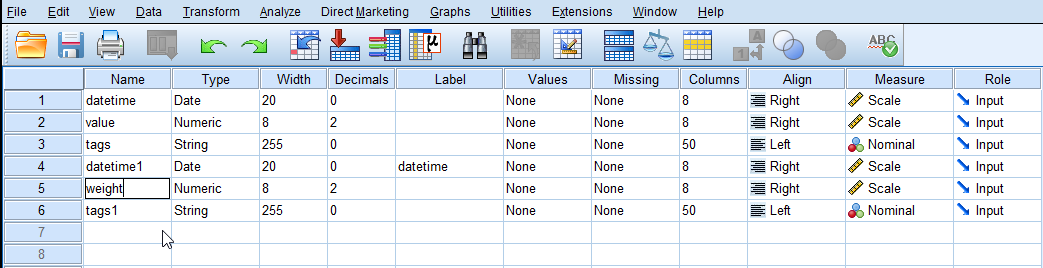 File Edit View Data Transform Analyze Direct Marketing Graphs Utilities Extensions Window Help
μ 1 A ABC
Name Type Width Decimals Label Values Missing Columns Align Measure Role
1 datetime Date 20 0 None None 8 Right Scale Input
2 value Numeric 8 2 None None 8 Right Scale Input
3 tags String 255 0 None None 50 Left Nominal Input
4 datetime1 Date 20 0 datetime None None 8 Right Scale Input
5 weight Numeric 8 2 None None 8 Right Scale Input
6 tags1 String 255 0 None None 50 Left Nominal Input
7
8